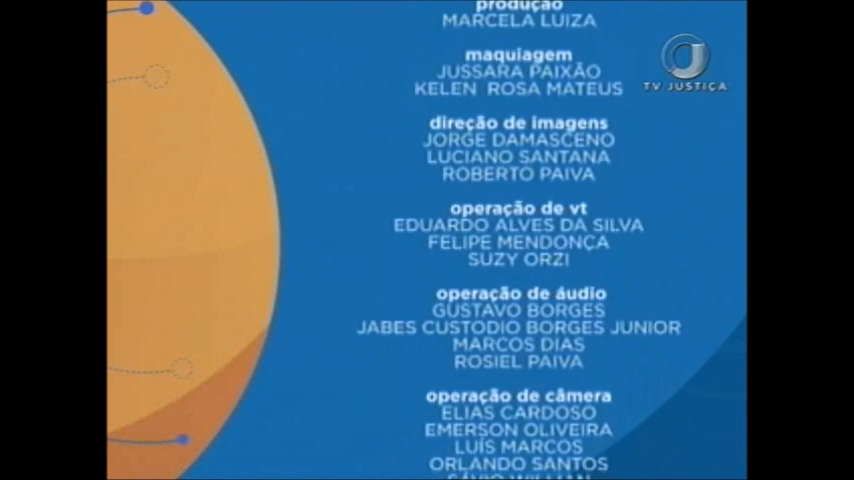 produção
MARCELA LUIZA
TV JUSTIÇA
maquiagem
JUSSARA PAIXÃO
KELEN ROSA MATEUS
direção de imagens
JORGE DAMASCENO
LUCIANO SANTANA
ROBERTO PAIVA
operação de vt
EDUARDO ALVES DA SILVA
FELIPE MENDONÇA
SUZY ORZI
operação de áudio
GUSTAVO BORGES
JABES CUSTODIO BORGES JUNIOR
MARCOS DIAS
ROSIEL PAIVA
operação de câmera
ELIAS CARDOSO
EMERSON OLIVEIRA
LUÍS MARCOS
ORLANDO SANTOS